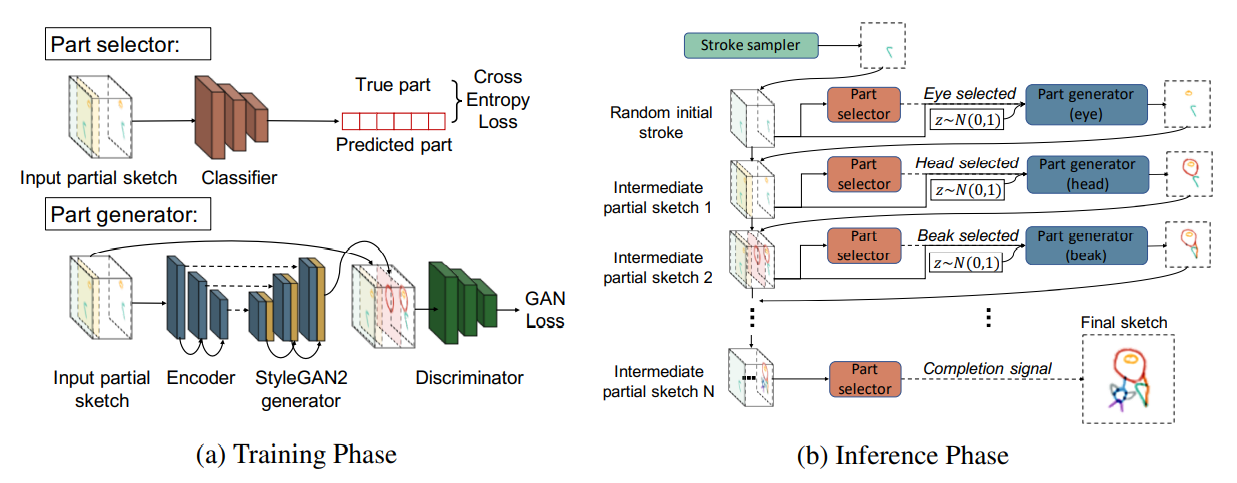 Part selector:
True part
Cross
Entropy
Loss
Predicted part
Input partial sketch
Classifier
Part generator:
GAN
Loss
Input partial
sketch
Encoder
StyleGAN2
generator
Discriminator
(a) Training Phase
Stroke sampler
Random initial
stroke
Part
selector
Eye selected
z~N(0,1)
Part generator
(eye)
Intermediate
partial sketch 1
Part
selector
Head selected
z~N(0,1)
Part generator
(head)
Intermediate
partial sketch 2
Part
selector
Beak selected
z~N(0,1)
Part generator
(beak)
Intermediate
partial sketch N
Part
selector
Completion signal
Final sketch
(b) Inference Phase